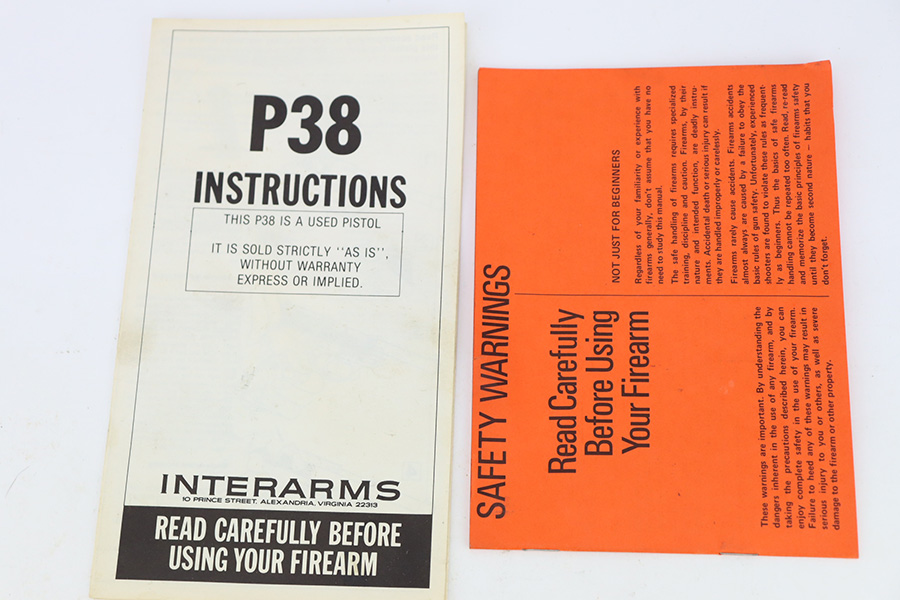 P38
INSTRUCTIONS
THIS P38 IS A USED PISTOL
IT IS SOLD STRICTLY "AS IS",
WITHOUT WARRANTY
EXPRESS OR IMPLIED.
INTERARMS
10 PRINCE STREET, ALEXANDRIA, VIRGINIA 22313
READ CAREFULLY BEFORE
USING YOUR FIREARM
SAFETY WARNINGS
Read Carefully
Before Using
Your Firearm
These warnings are important. By understanding the
dangers inherent in the use of any firearm, and by
taking the precautions described herein, you can
enjoy complete safety in the use of your firearm.
Failure to heed any of these warnings may result in
serious injury to you or others, as well as severe
damage to the firearm or other property.
NOT JUST FOR BEGINNERS
Regardless of your familiarity or experience with
firearms generally, don't assume that you have no
need to study this manual.
The safe handling of firearms requires specialized
training, discipline and caution. Firearms, by their
nature and intended function, are deadly instru-
ments. Accidental death or serious injury can result if
they are handled improperly or carelessly.
Firearms rarely cause accidents. Firearms accidents
almost always are caused by a failure to obey the
basic rules of gun safety. Unfortunately, experienced
shooters are found to violate these rules as frequent-
ly as beginners. Thus the basics of safe firearms
handling cannot be repeated too often. Read, re-read
and memorize the basic principles of firearms safety
until they become second nature — habits that you
don't forget.